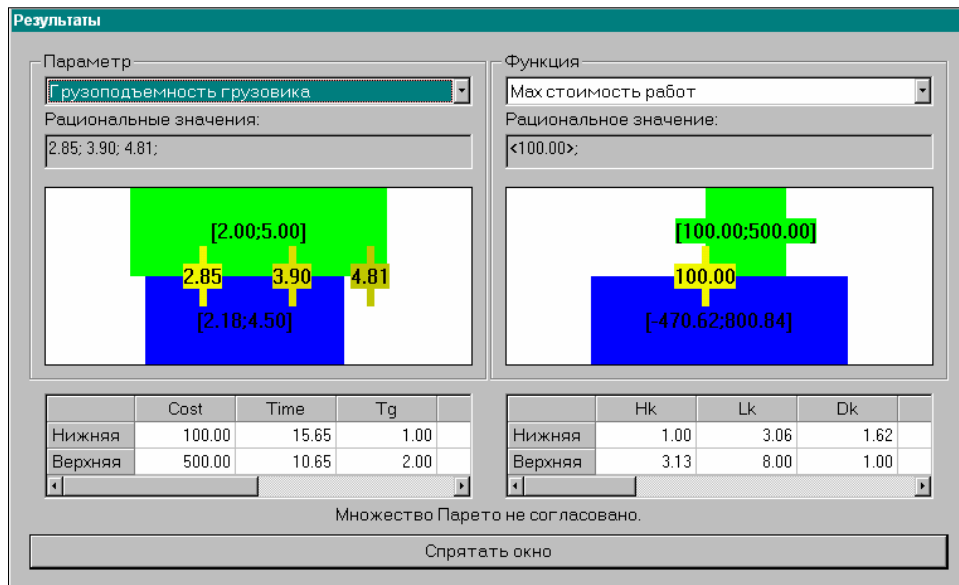 Результаты
Параметр
Грузоподъемность грузовика
Рациональные значения:
2.85; 3.90; 4.81;
[2.00;5.00]
2.85 3.90 4.81
[2.18;4.50]
Функция
Max стоимость работ
Рациональное значение:
<100.00>;
[100.00;500.00]
100.00
[-470.62;800.84]
Cost Time Tg
Нижняя 100.00 15.65 1.00
Верхняя 500.00 10.65 2.00
Hk Lk Dk
Нижняя 1.00 3.06 1.62
Верхняя 3.13 8.00 1.00
Множество Парето не согласовано.
Спрятать окно